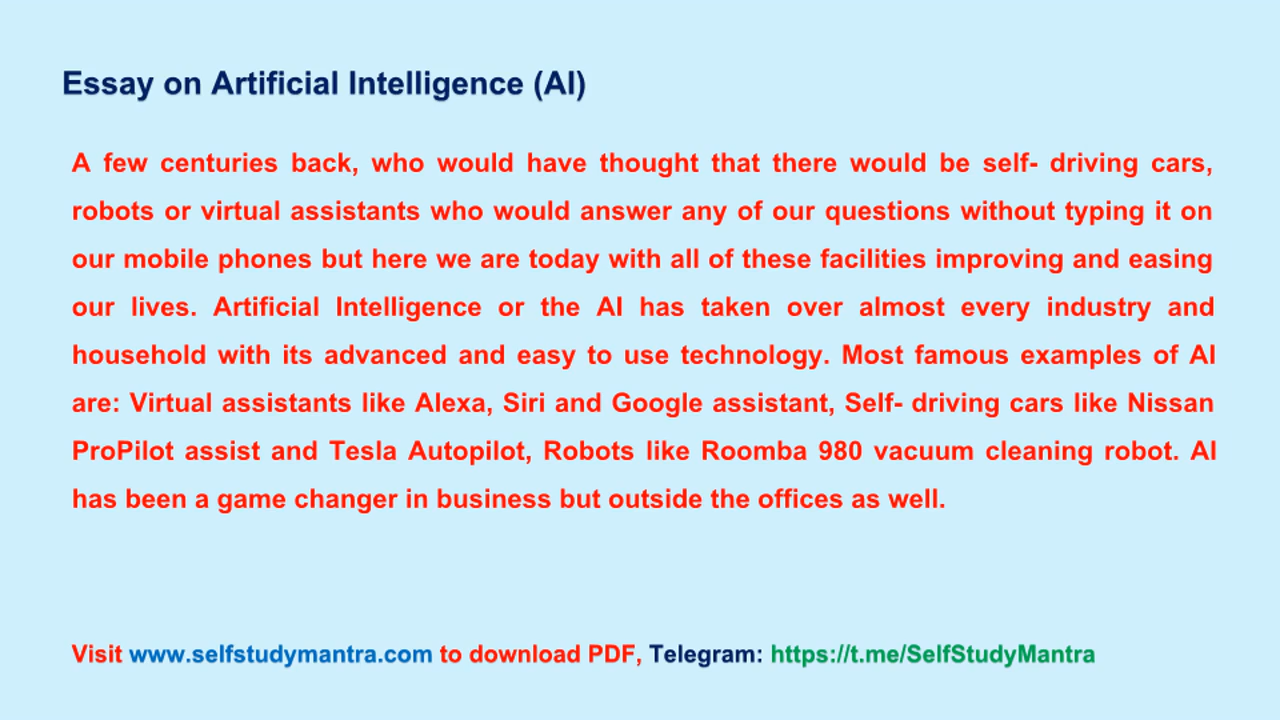 Essay on Artificial Intelligence (AI)
A few centuries back, who would have thought that there would be self- driving cars,
robots or virtual assistants who would answer any of our questions without typing it on
our mobile phones but here we are today with all of these facilities improving and easing
our lives. Artificial Intelligence or the AI has taken over almost every industry and
household with its advanced and easy to use technology. Most famous examples of AI
are: Virtual assistants like Alexa, Siri and Google assistant, Self- driving cars like Nissan
ProPilot assist and Tesla Autopilot, Robots like Roomba 980 vacuum cleaning robot. AI
has been a game changer in business but outside the offices as well.
Visit www.selfstudymantra.com to download PDF, Telegram: https://t.me/SelfStudyMantra